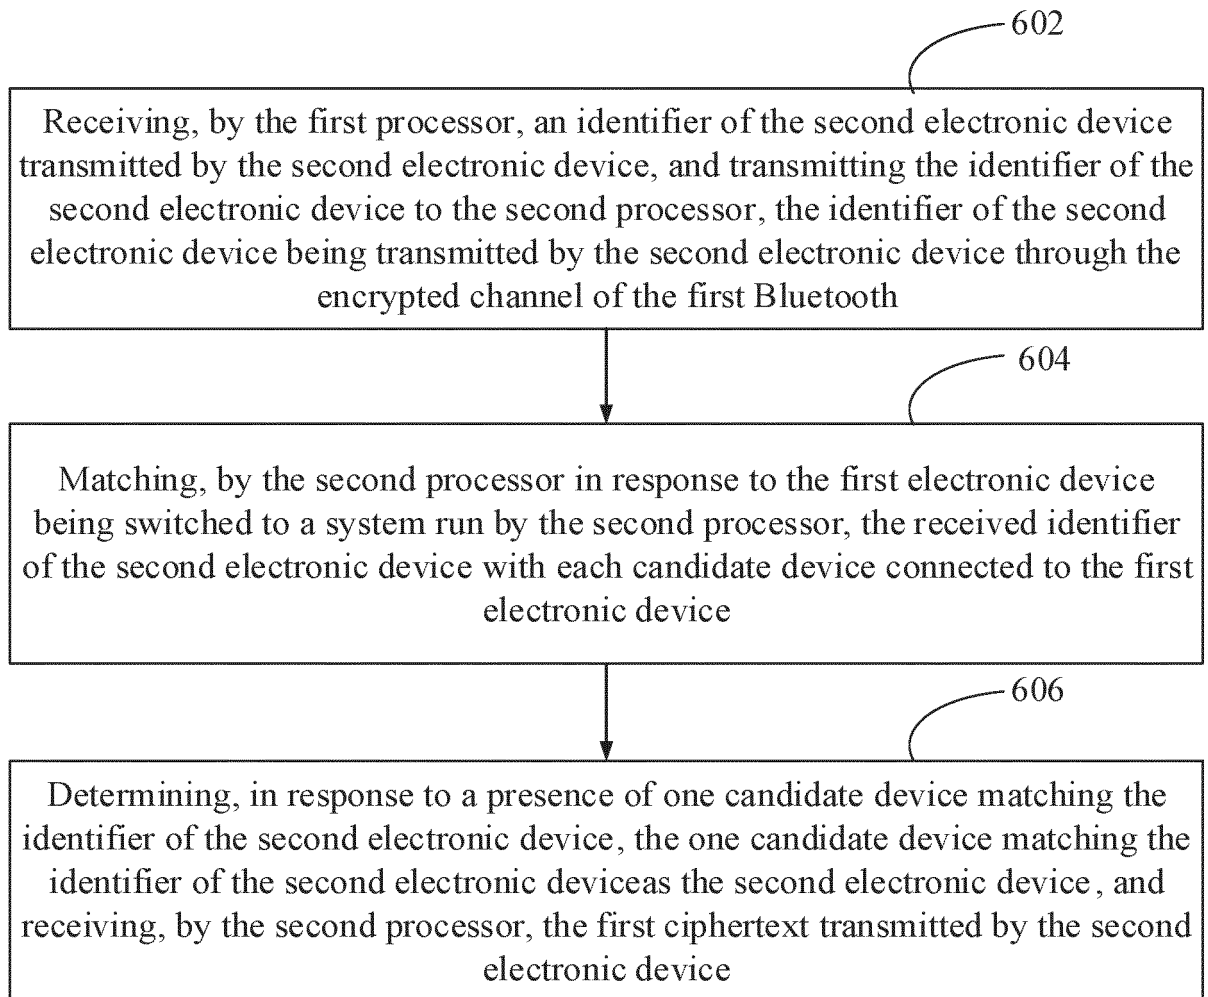 602
Receiving, by the first processor, an identifier of the second electronic device
transmitted by the second electronic device, and transmitting the identifier of the
second electronic device to the second processor, the identifier of the second
electronic device being transmitted by the second electronic device through the
encrypted channel of the first Bluetooth
604
Matching, by the second processor in response to the first electronic device
being switched to a system run by the second processor, the received identifier
of the second electronic device with each candidate device connected to the first
electronic device
606
Determining, in response to a presence of one candidate device matching the
identifier of the second electronic device, the one candidate device matching the
identifier of the second electronic deviceas the second electronic device, and
receiving, by the second processor, the first ciphertext transmitted by the second
electronic device